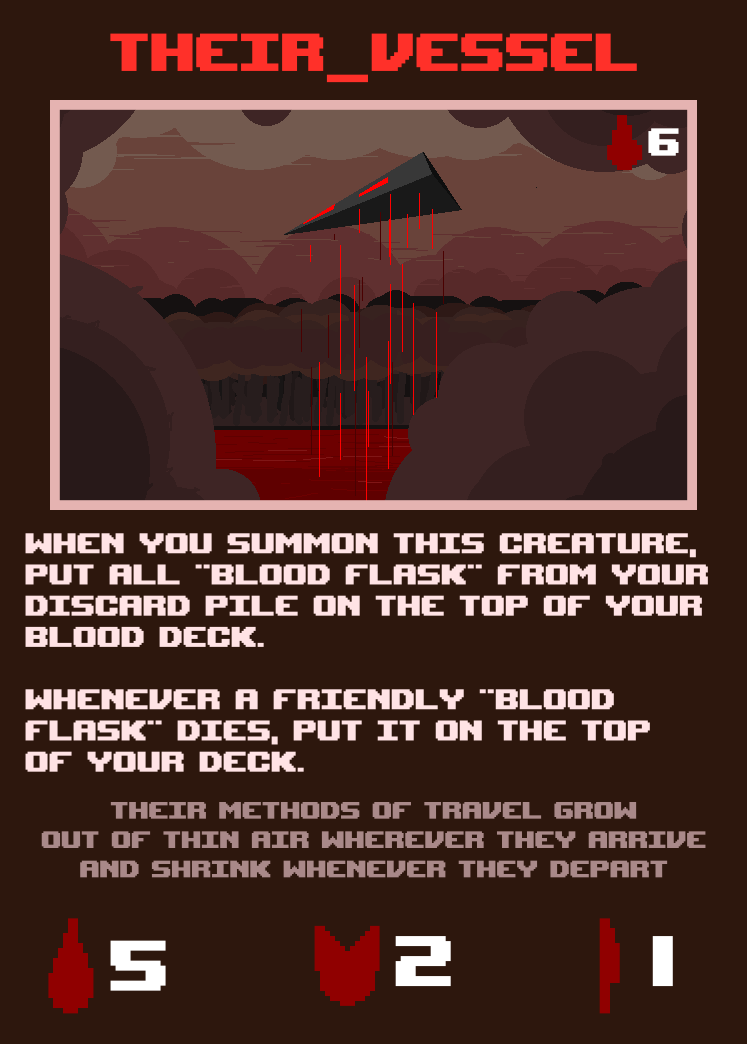 THEIR_VESSEL
6
WHEN YOU SUMMON THIS CREATURE,
PUT ALL "BLOOD FLASK" FROM YOUR
DISCARD PILE ON THE TOP OF YOUR
BLOOD DECK.
WHENEVER A FRIENDLY "BLOOD
FLASK" DIES, PUT IT ON THE TOP
OF YOUR DECK.
THEIR METHODS OF TRAVEL GROW
OUT OF THIN AIR WHEREVER THEY ARRIVE
AND SHRINK WHENEVER THEY DEPART
5 2 1